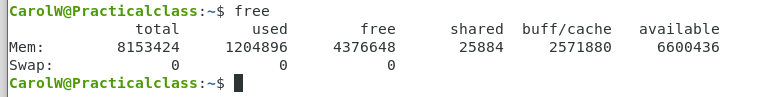 CarolW@Practicalclass:~$ free
              total        used        free      shared  buff/cache   available
Mem:        8153424     1204896     4376648       25884     2571880     6600436
Swap:             0           0           0
CarolW@Practicalclass:~$